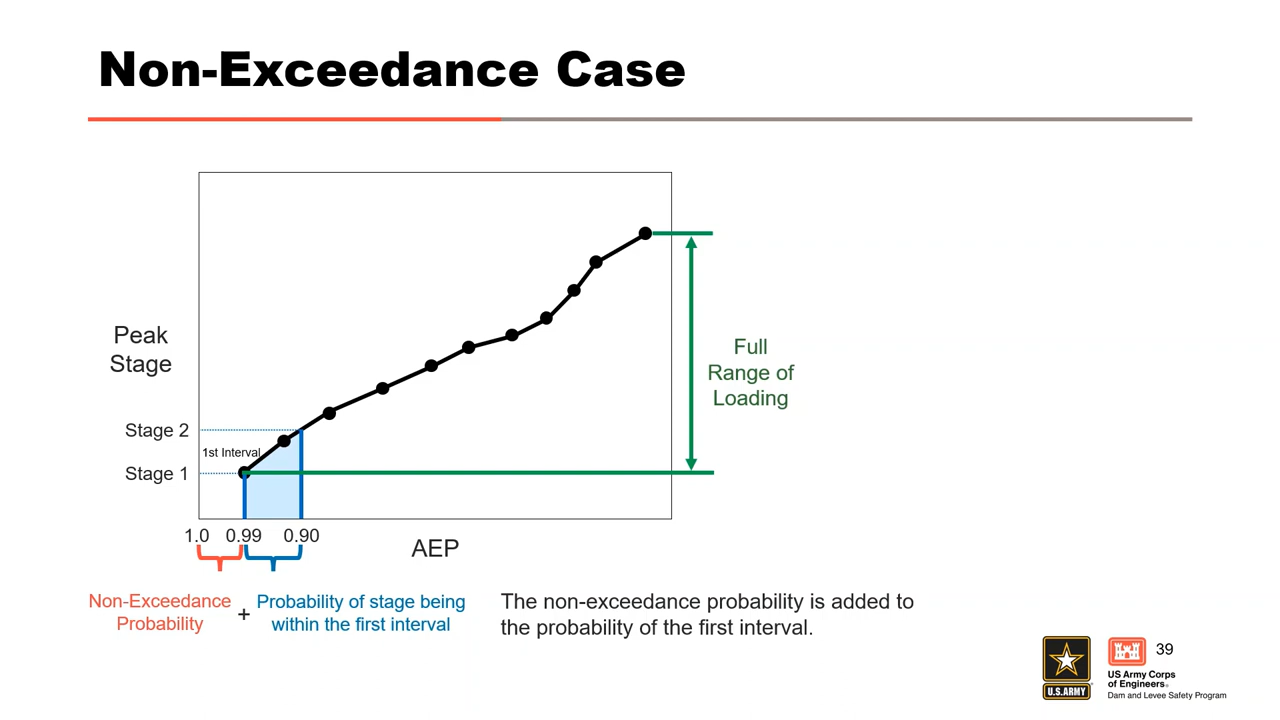 Non-Exceedance Case
Peak
Stage
Stage 2
1st Interval
Stage 1
Full
Range of
Loading
1.0 0.99 0.90
AEP
Non-Exceedance
Probability
+
Probability of stage being
within the first interval
The non-exceedance probability is added to
the probability of the first interval.
U.S.ARMY
39
US Army Corps
of Engineers®
Dam and Levee Safety Program